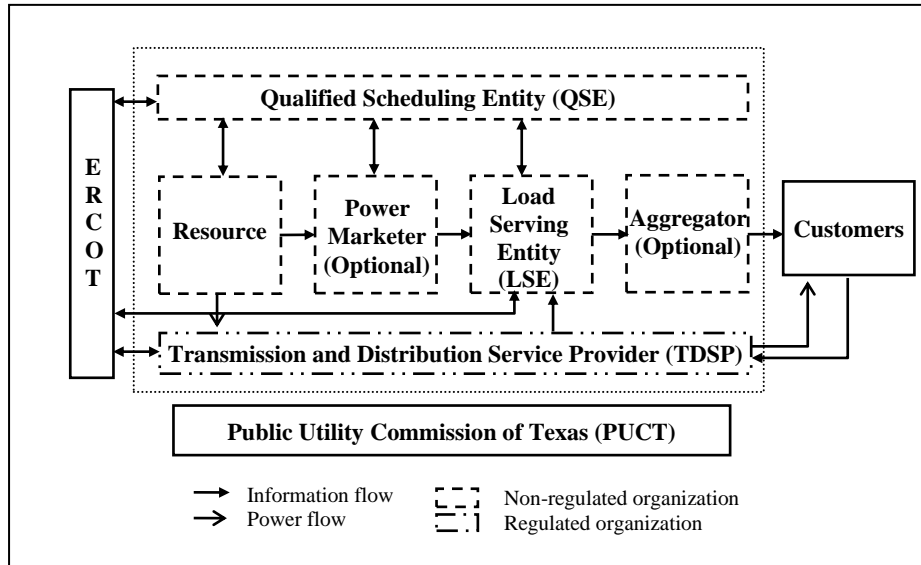 Qualified Scheduling Entity (QSE)
E
R
C
O
T
Resource
Power
Marketer
(Optional)
Load
Serving
Entity
(LSE)
Aggregator
(Optional)
Customers
Transmission and Distribution Service Provider (TDSP)
Public Utility Commission of Texas (PUCT)
Information flow
Power flow
Non-regulated organization
Regulated organization